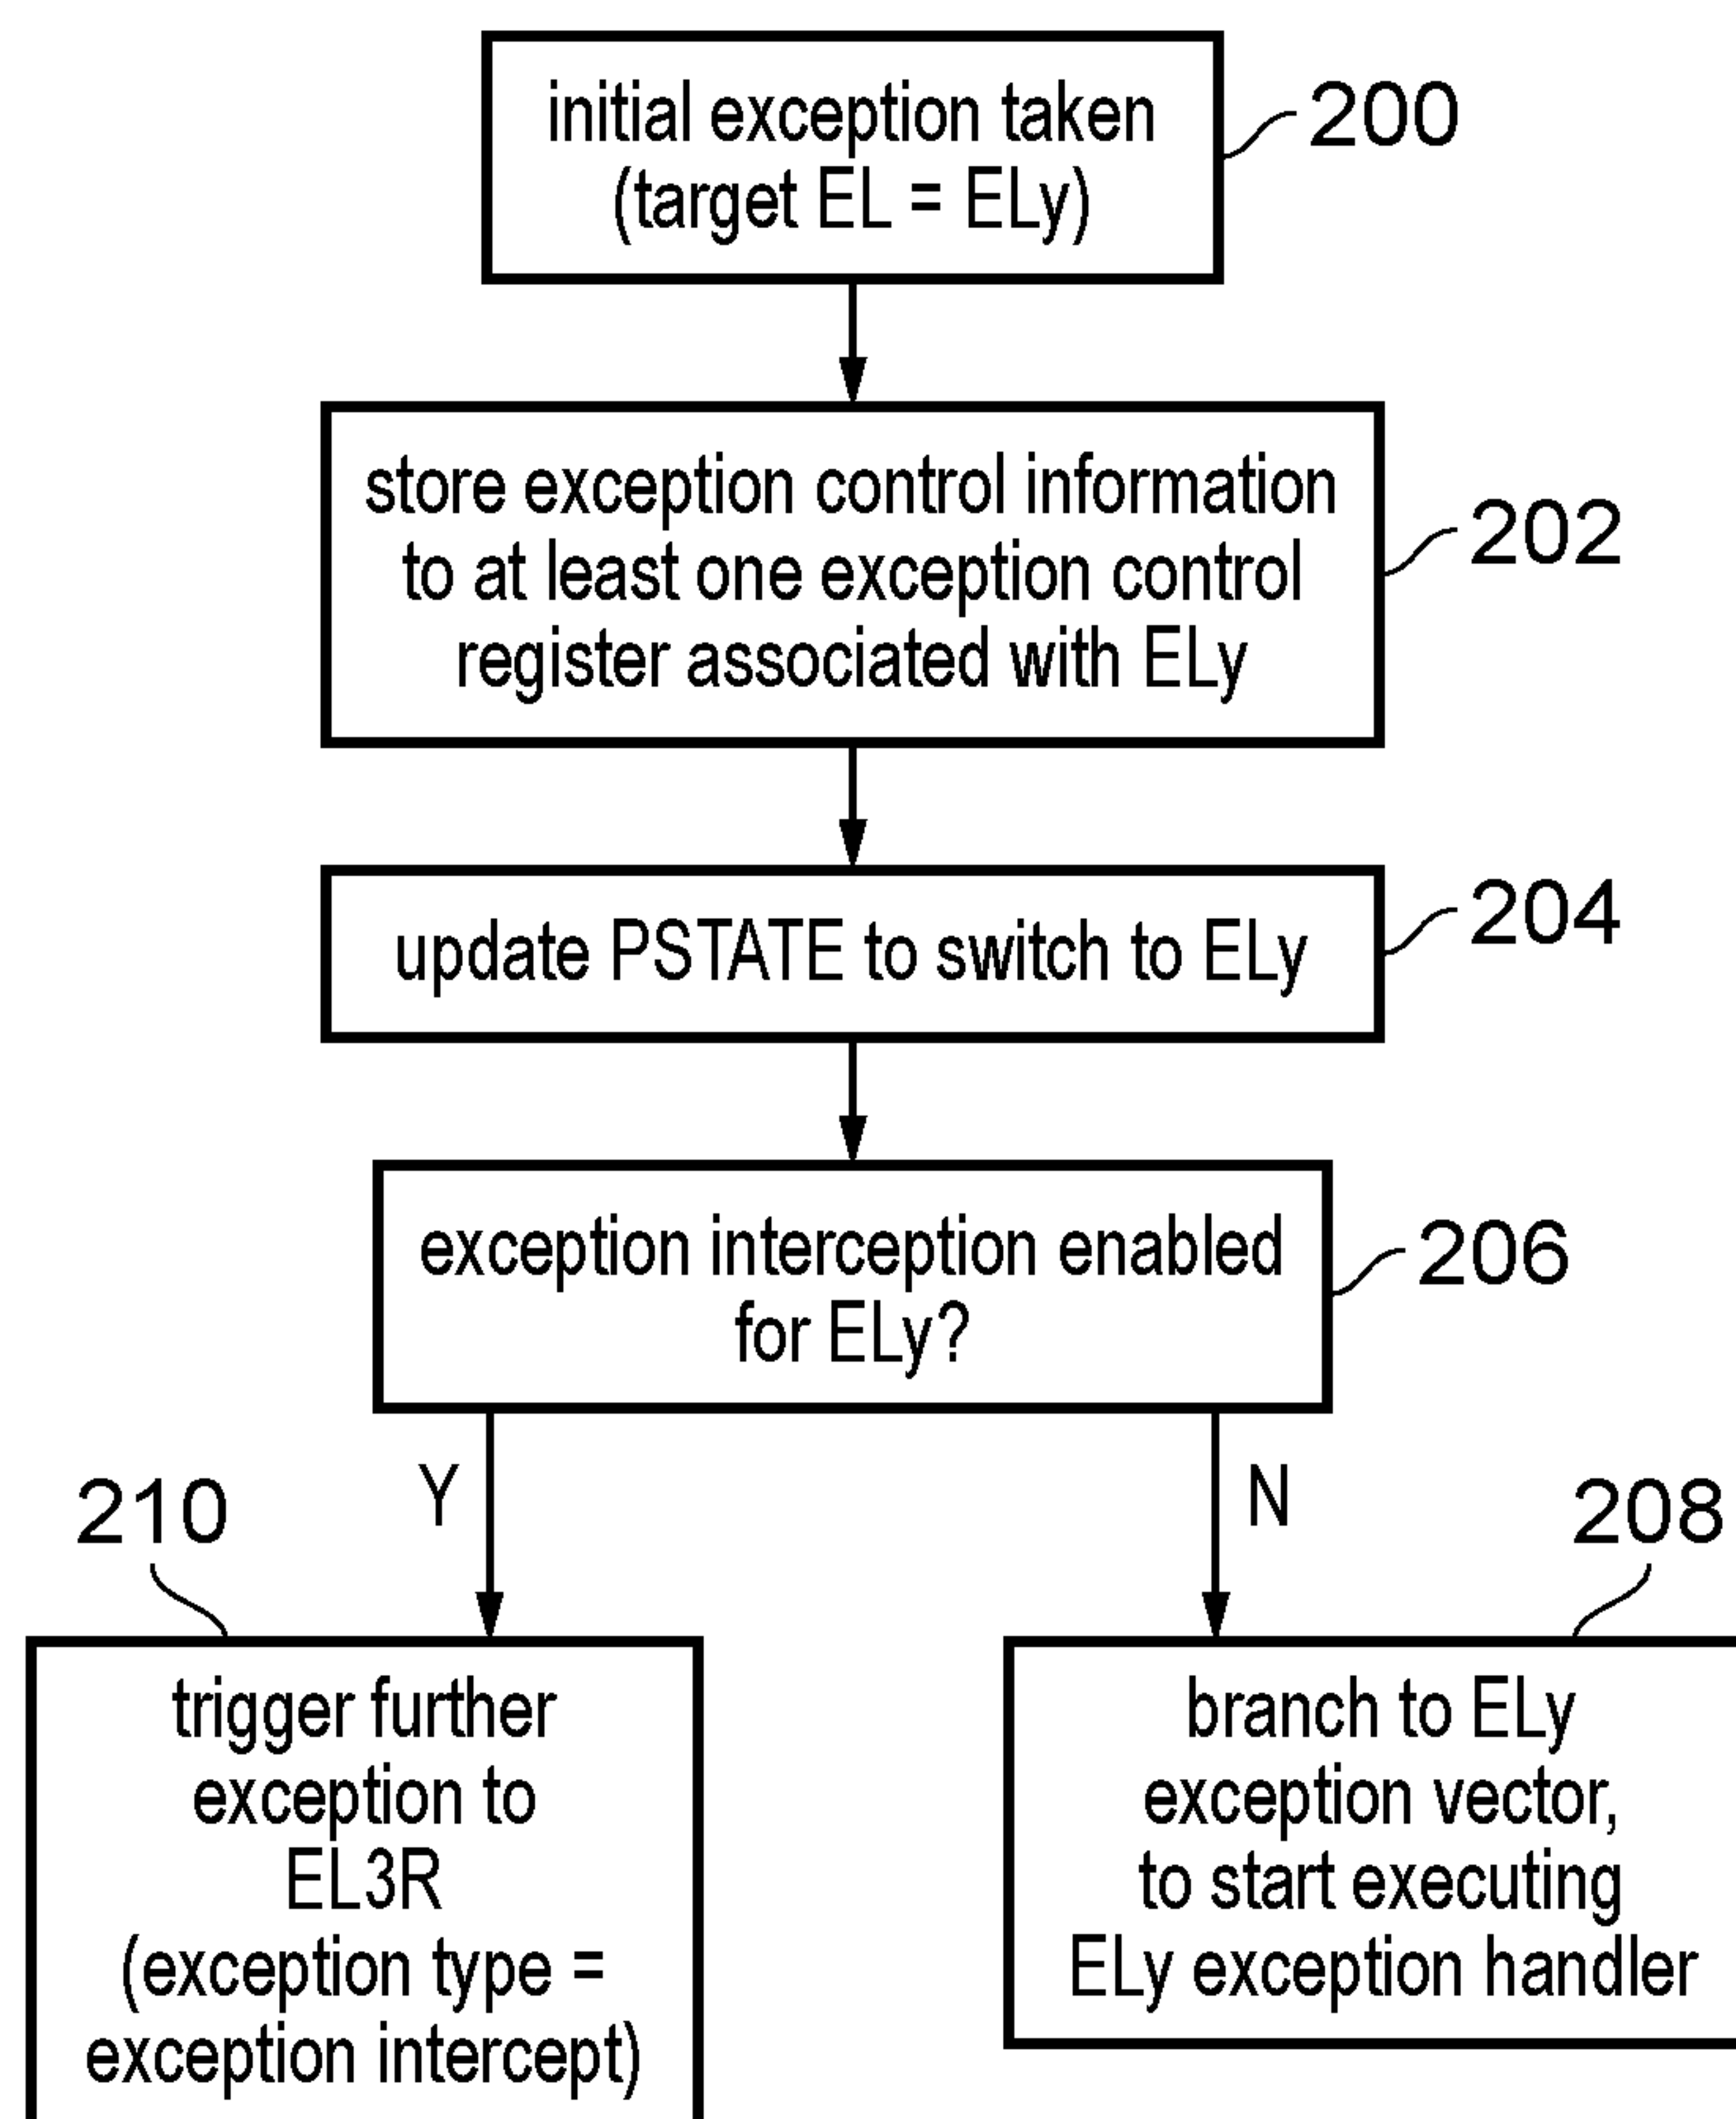 initial exception taken
(target EL = ELy)
200
store exception control information
to at least one exception control
register associated with ELy
202
update PSTATE to switch to ELy
204
exception interception enabled
for ELy?
206
Y
N
210
208
trigger further
exception to
EL3R
(exception type =
exception intercept)
branch to ELy
exception vector,
to start executing
ELy exception handler